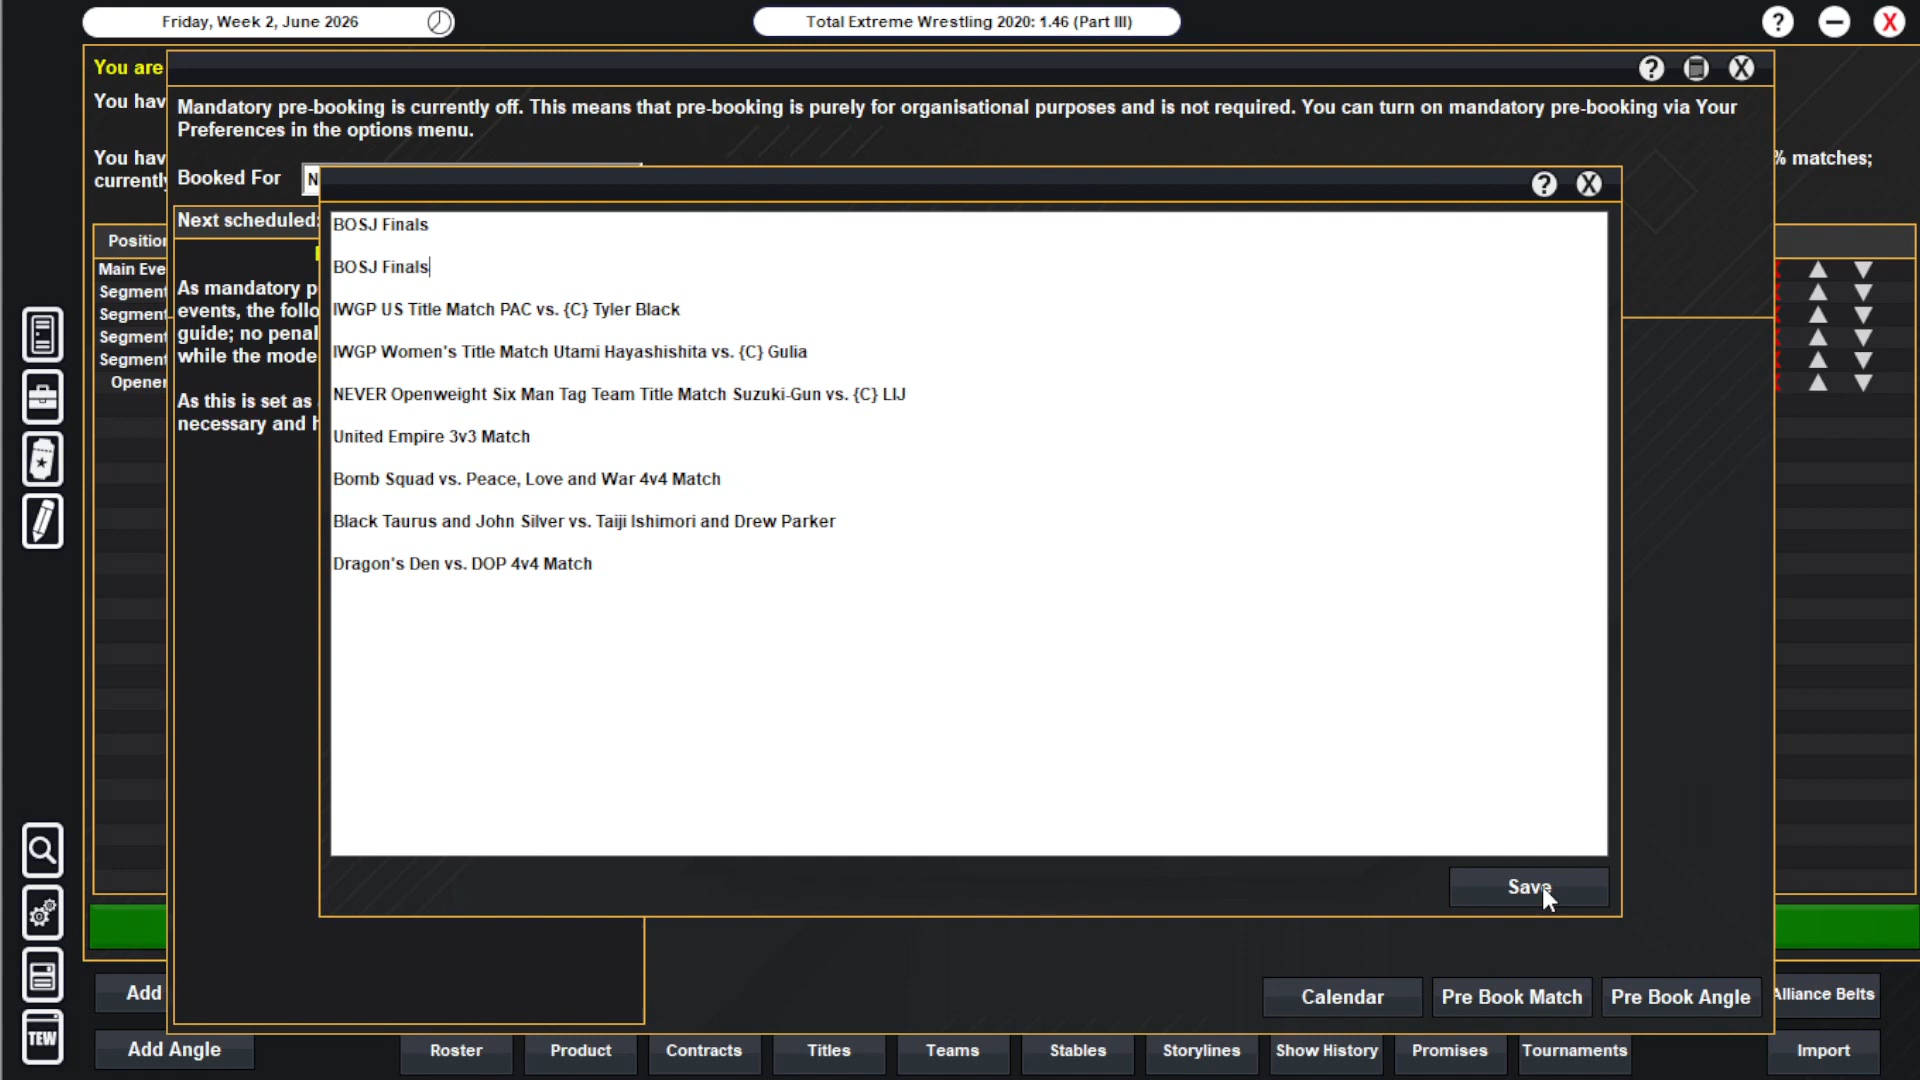 Friday, Week 2, June 2026
Total Extreme Wrestling 2020: 1.46 (Part III)
? X
You are
? X
You hav
Mandatory pre-booking is currently off. This means that pre-booking is purely for organisational purposes and is not required. You can turn on mandatory pre-booking via Your
Preferences in the options menu.
You hav
% matches;
currently
Booked For
N
? X
Next scheduled:
BOSJ Finals
Position
BOSJ Finals
Main Eve
As mandatory p
Segment
events, the follo
IWGP US Title Match PAC vs. {C} Tyler Black
Segment
guide; no penal
Segment
while the mode
IWGP Women's Title Match Utami Hayashishita vs. {C} Gulia
Segment
Opener
NEVER Openweight Six Man Tag Team Title Match Suzuki-Gun vs. {C} LIJ
As this is set as
necessary and h
United Empire 3v3 Match
Bomb Squad vs. Peace, Love and War 4v4 Match
Black Taurus and John Silver vs. Taiji Ishimori and Drew Parker
Dragon's Den vs. DOP 4v4 Match
Save
Add
Calendar
Pre Book Match
Pre Book Angle
Alliance Belts
TEW
Add Angle
Roster
Product
Contracts
Titles
Teams
Stables
Storylines
Show History
Promises
Tournaments
Import